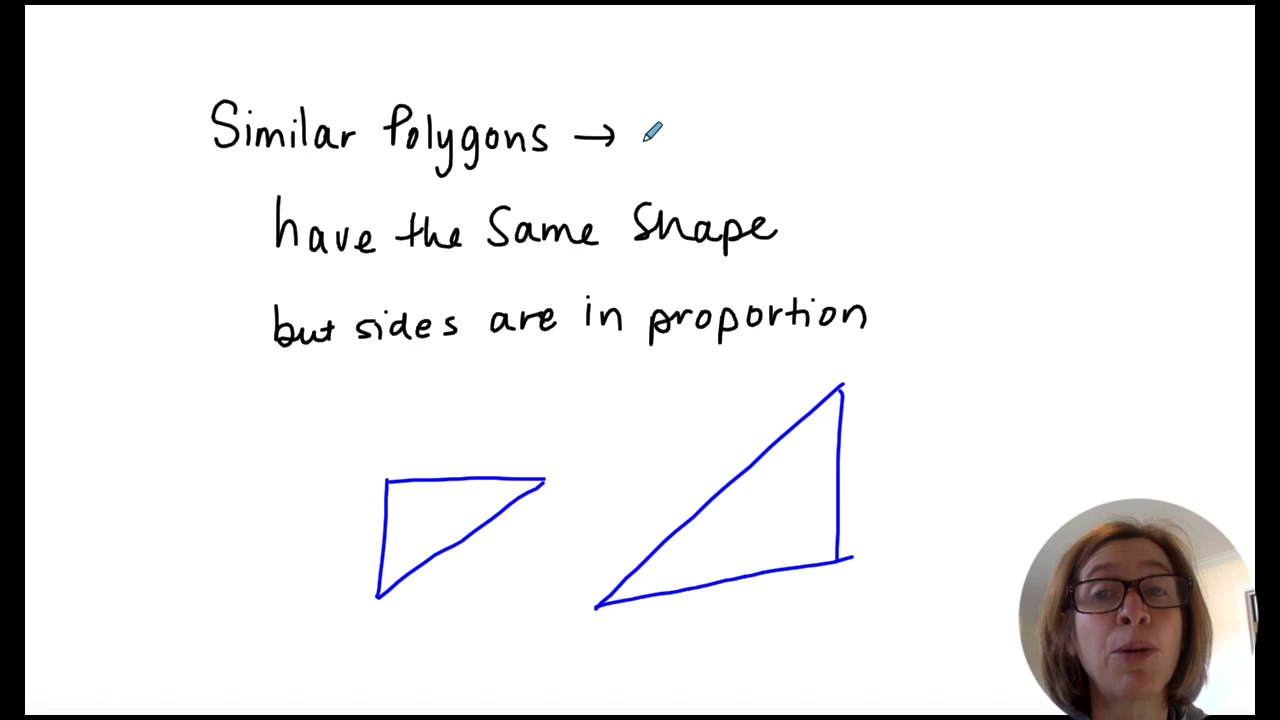 Similar Polygons →
have the Same Shape
but sides are in proportion